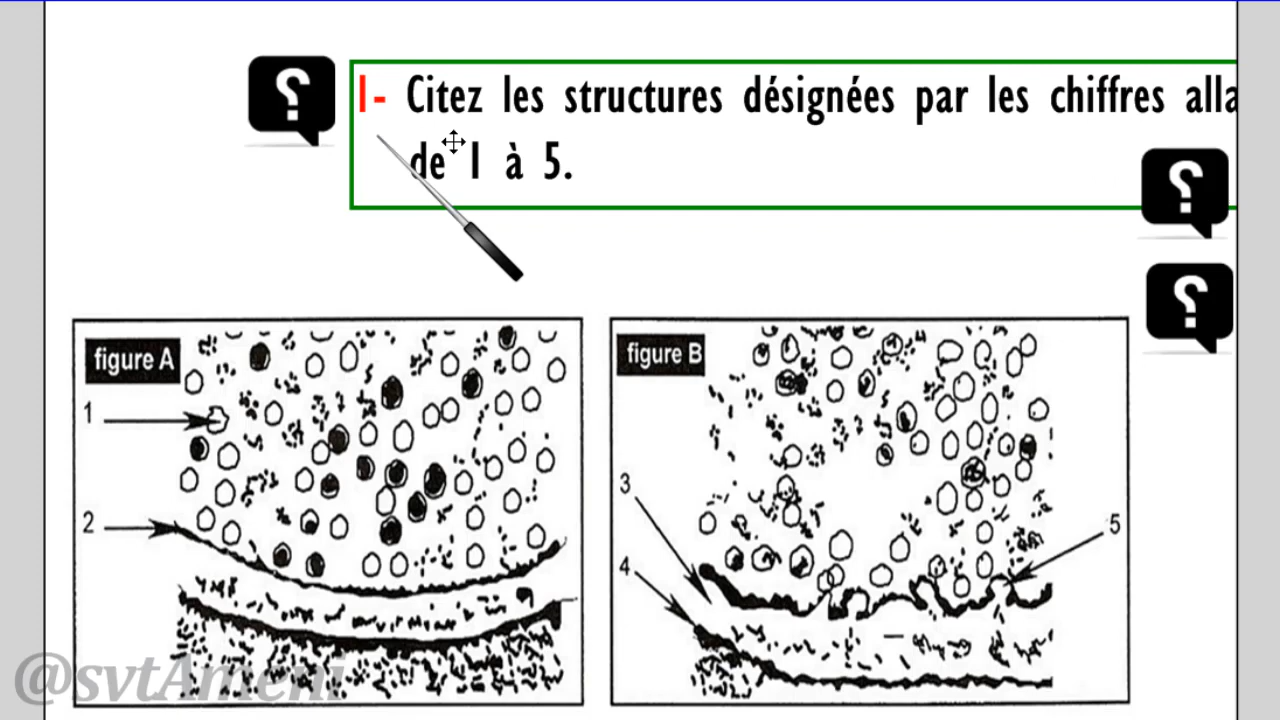 1- Citez les structures désignées par les chiffres alla
de 1 à 5.
figure A
figure B
1
2
3
4
5
@svtAmeni